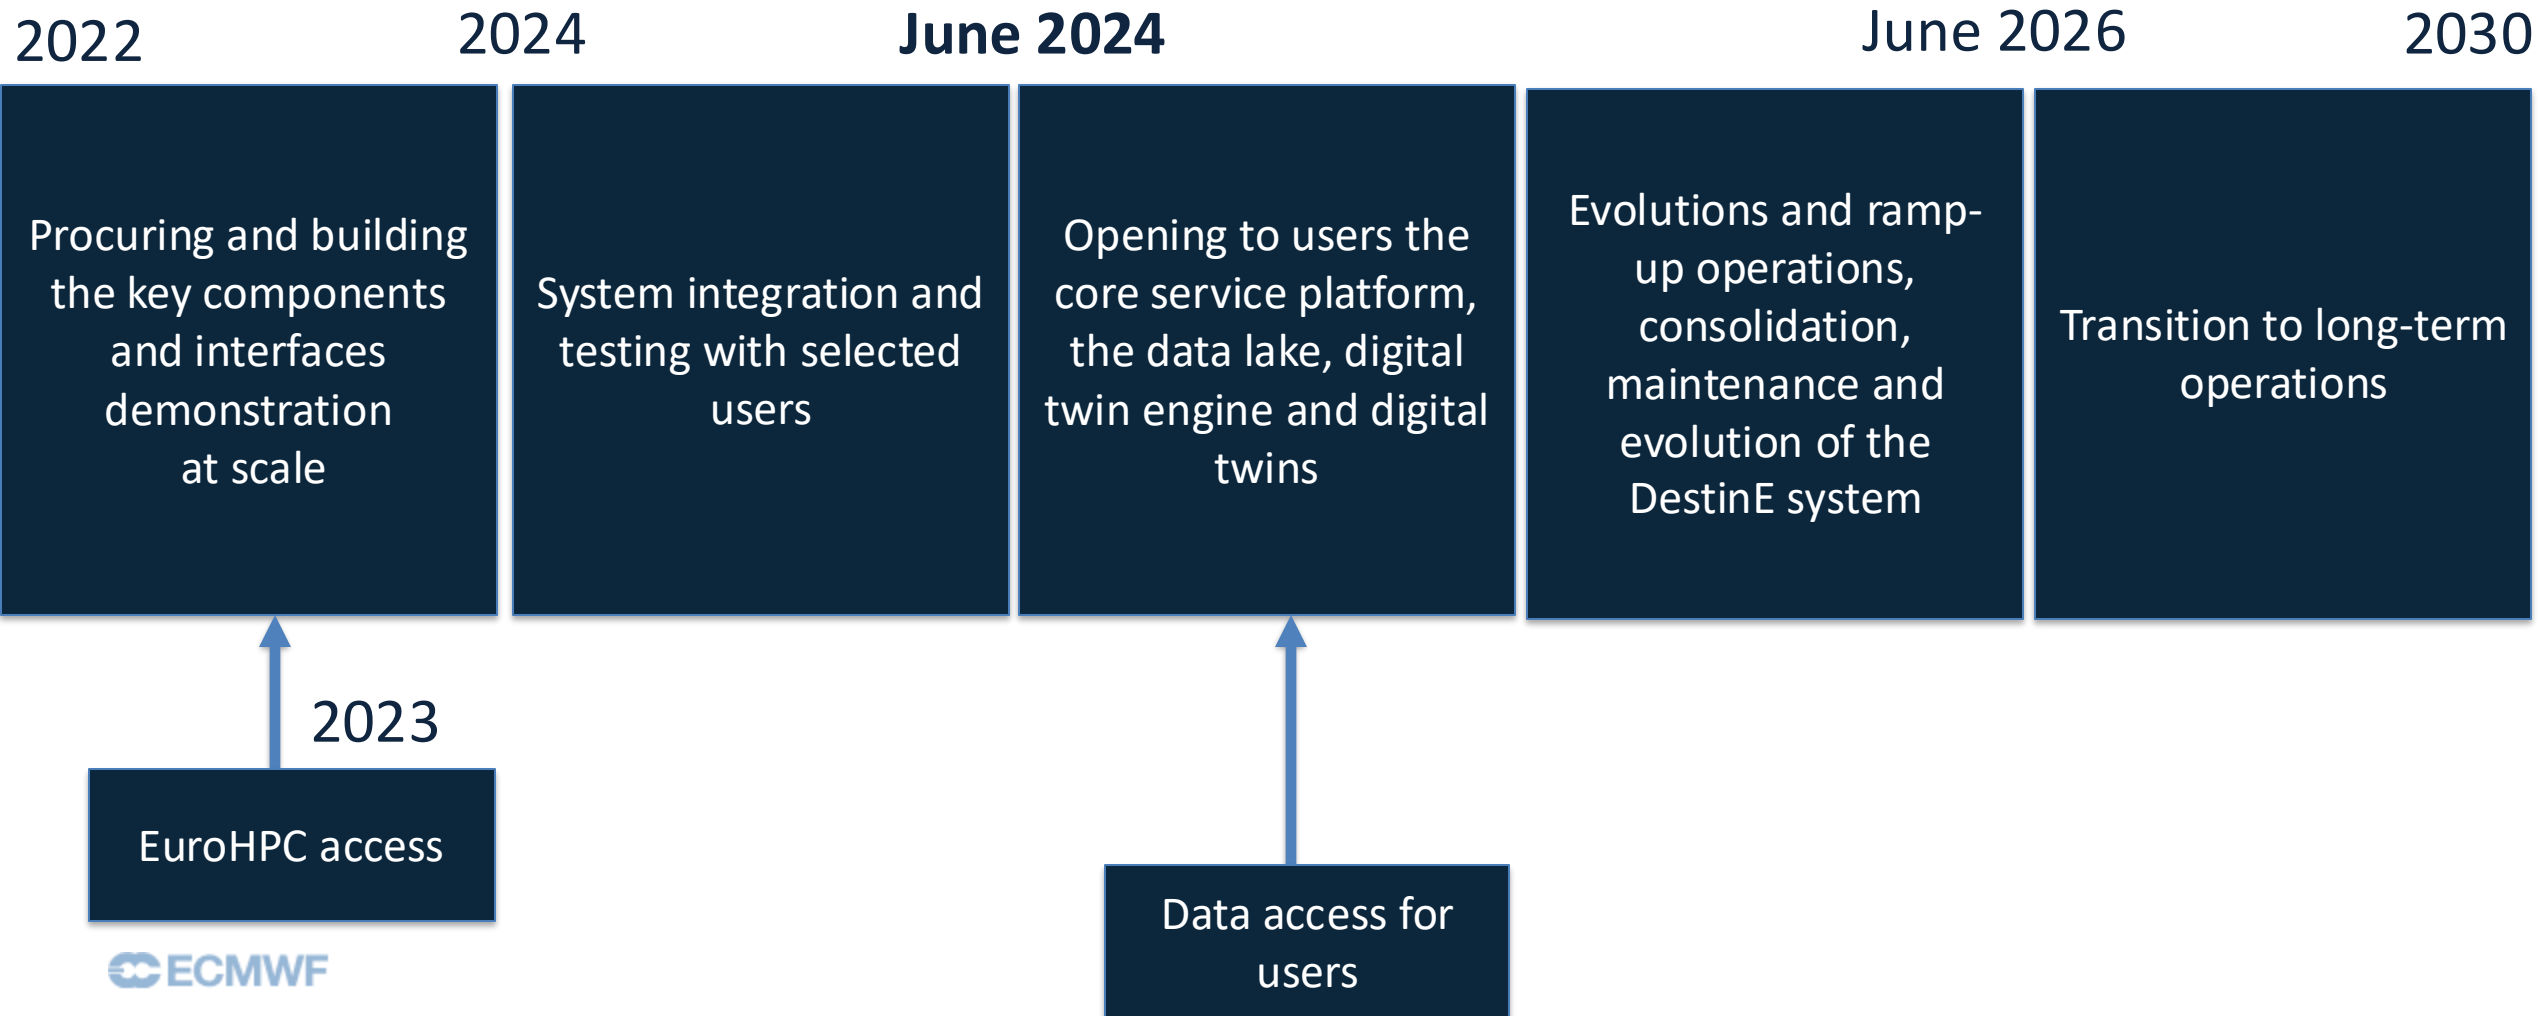 2022
2024
June 2024
June 2026
2030
Procuring and building
the key components
and interfaces
demonstration
at scale
System integration and
testing with selected
users
Opening to users the
core service platform,
the data lake, digital
twin engine and digital
twins
Evolutions and ramp-
up operations,
consolidation,
maintenance and
evolution of the
DestinE system
Transition to long-term
operations
2023
EuroHPC access
Data access for
users
ECMWF